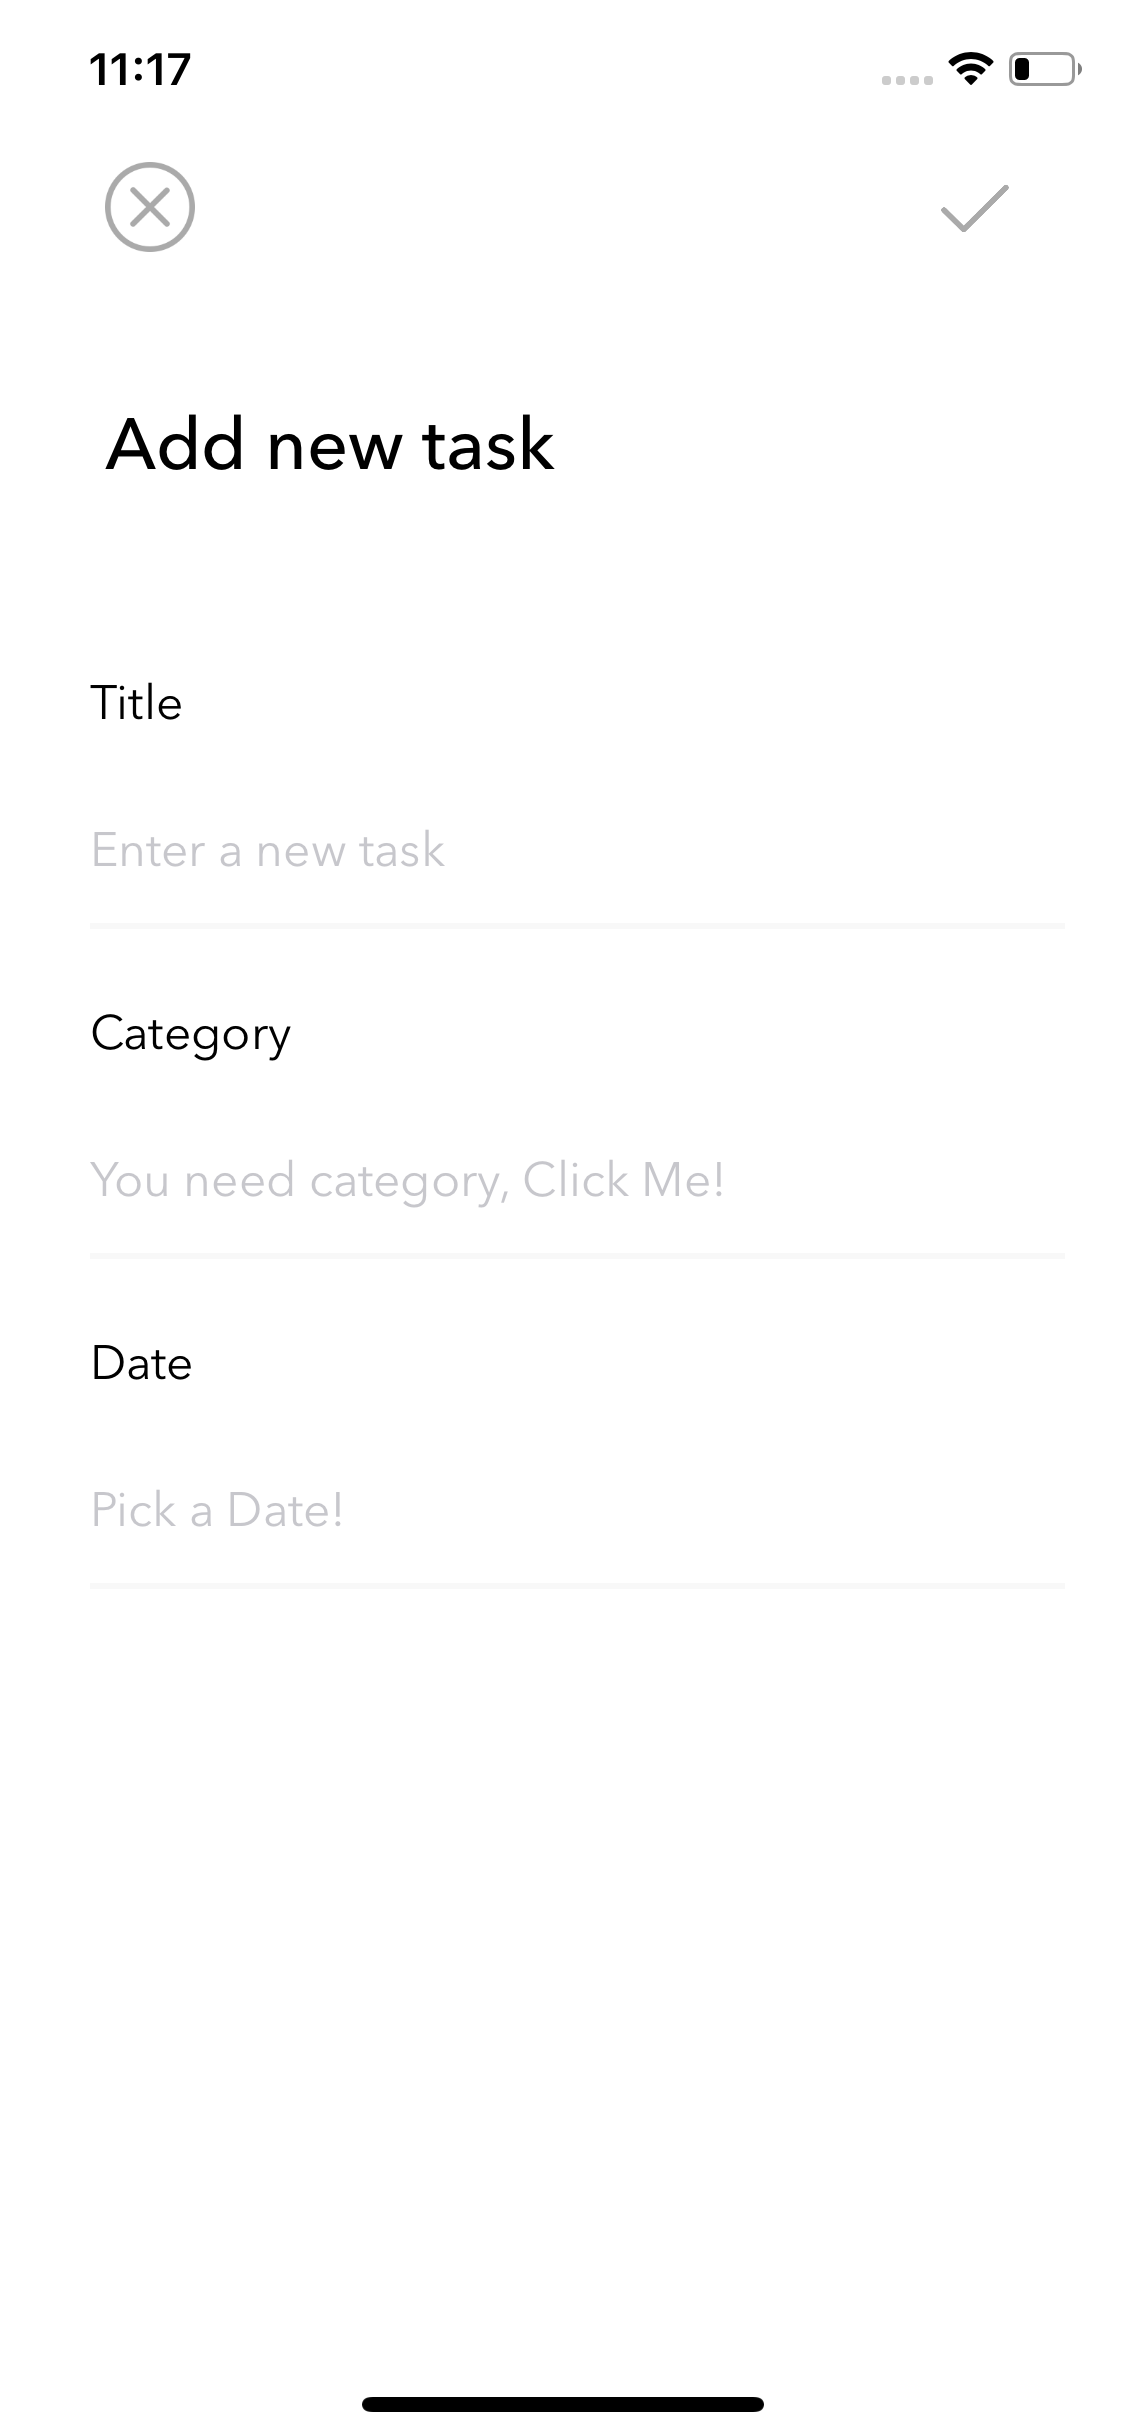 11:17
Add new task
Title
Enter a new task
Category
You need category, Click Me!
Date
Pick a Date!